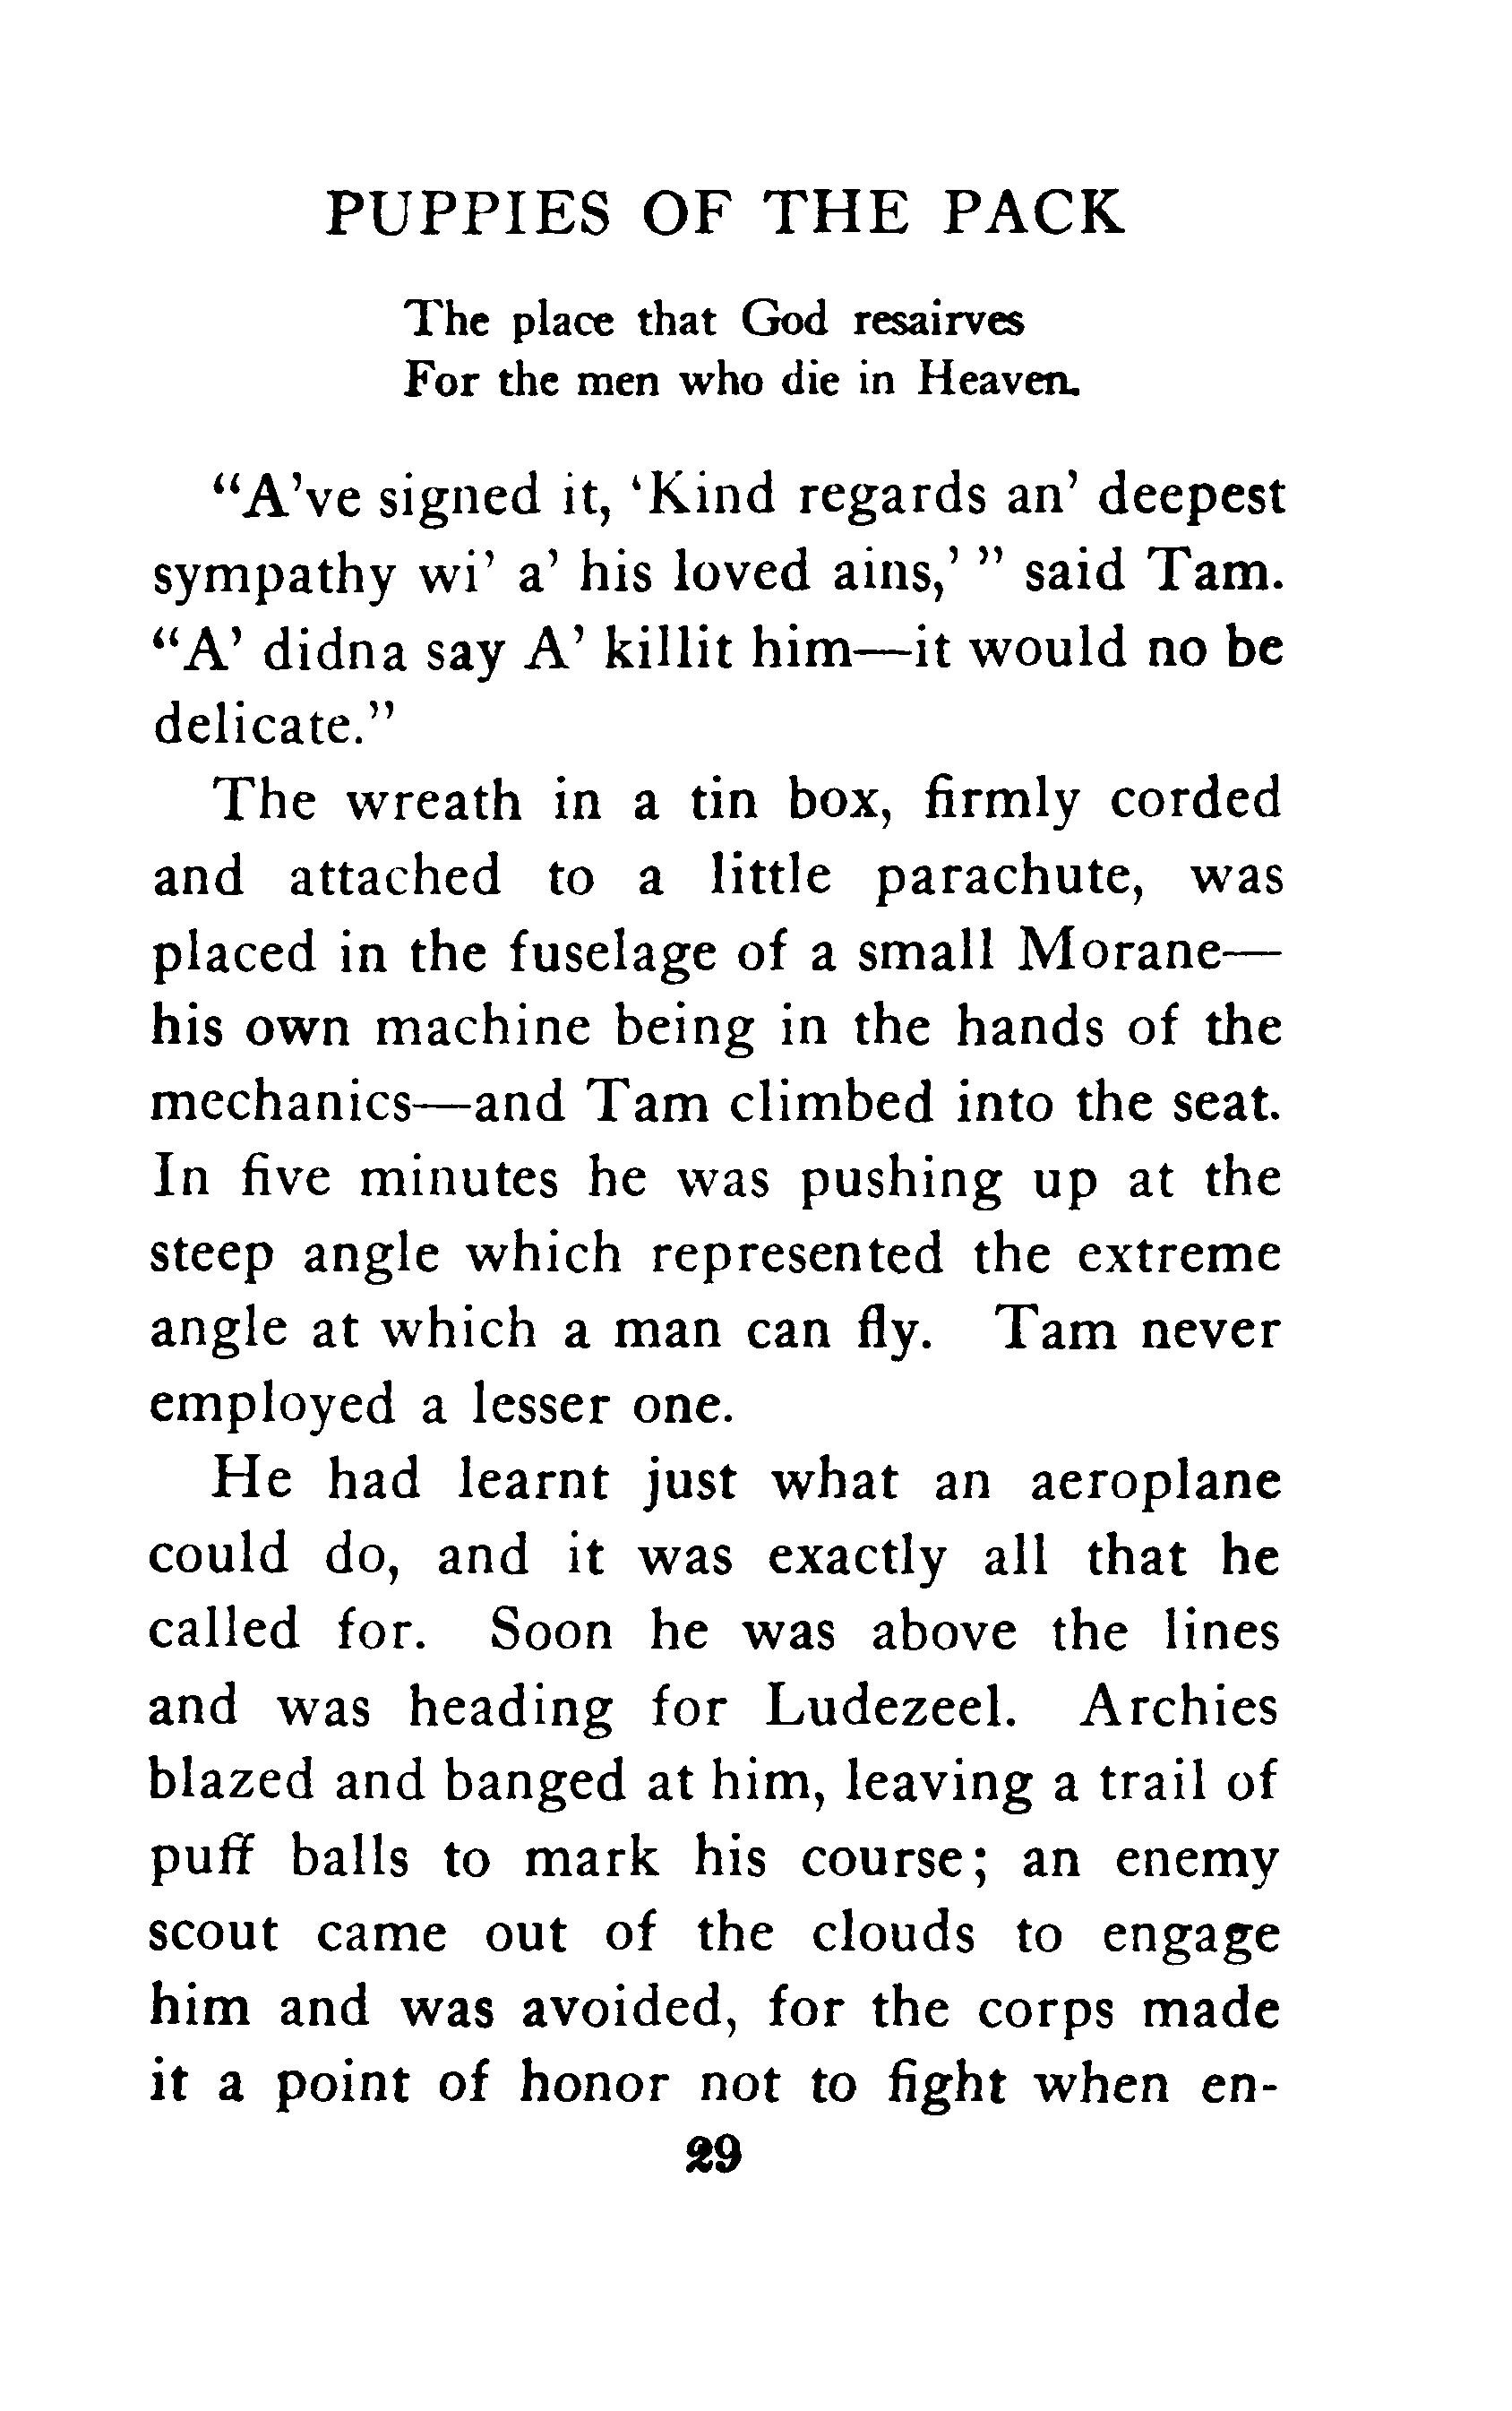 PUPPIES OF THE PACK
The place that God resairves
For the men who die in Heaven.
"A've signed it, 'Kind regards an' deepest
sympathy wi' a' his loved ains,' " said Tam.
"A' didna say A' killit him—it would no be
delicate."
The wreath in a tin box, firmly corded
and attached to a little parachute, was
placed in the fuselage of a small Morane—
his own machine being in the hands of the
mechanics—and Tam climbed into the seat.
In five minutes he was pushing up at the
steep angle which represented the extreme
angle at which a man can fly. Tam never
employed a lesser one.
He had learnt just what an aeroplane
could do, and it was exactly all that he
called for. Soon he was above the lines
and was heading for Ludezeel. Archies
blazed and banged at him, leaving a trail of
puff balls to mark his course; an enemy
scout came out of the clouds to engage
him and was avoided, for the corps made
it a point of honor not to fight when en-
29